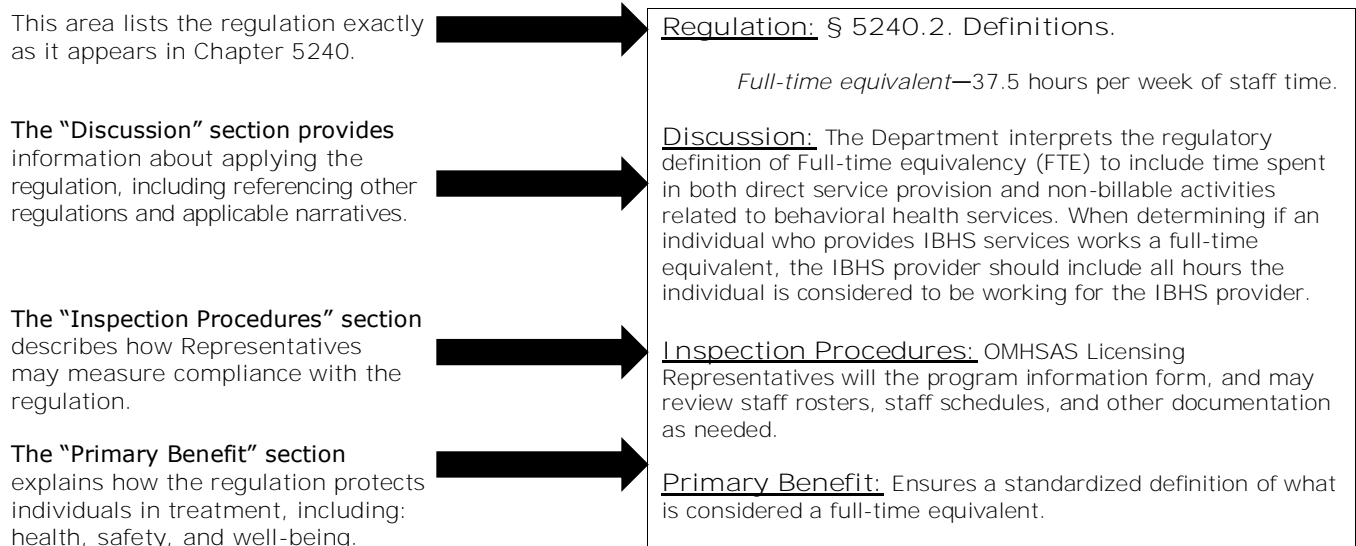 This area lists the regulation exactly
as it appears in Chapter 5240.
The “Discussion” section provides
information about applying the
regulation, including referencing other
regulations and applicable narratives.
The “Inspection Procedures” section
describes how Representatives
may measure compliance with the
regulation.
The “Primary Benefit” section
explains how the regulation protects
individuals in treatment, including:
health, safety, and well-being.
Regulation: § 5240.2. Definitions.
Full-time equivalent—37.5 hours per week of staff time.
Discussion: The Department interprets the regulatory
definition of Full-time equivalency (FTE) to include time spent
in both direct service provision and non-billable activities
related to behavioral health services. When determining if an
individual who provides IBHS services works a full-time
equivalent, the IBHS provider should include all hours the
individual is considered to be working for the IBHS provider.
Inspection Procedures: OMHSAS Licensing
Representatives will the program information form, and may
review staff rosters, staff schedules, and other documentation
as needed.
Primary Benefit: Ensures a standardized definition of what
is considered a full-time equivalent.